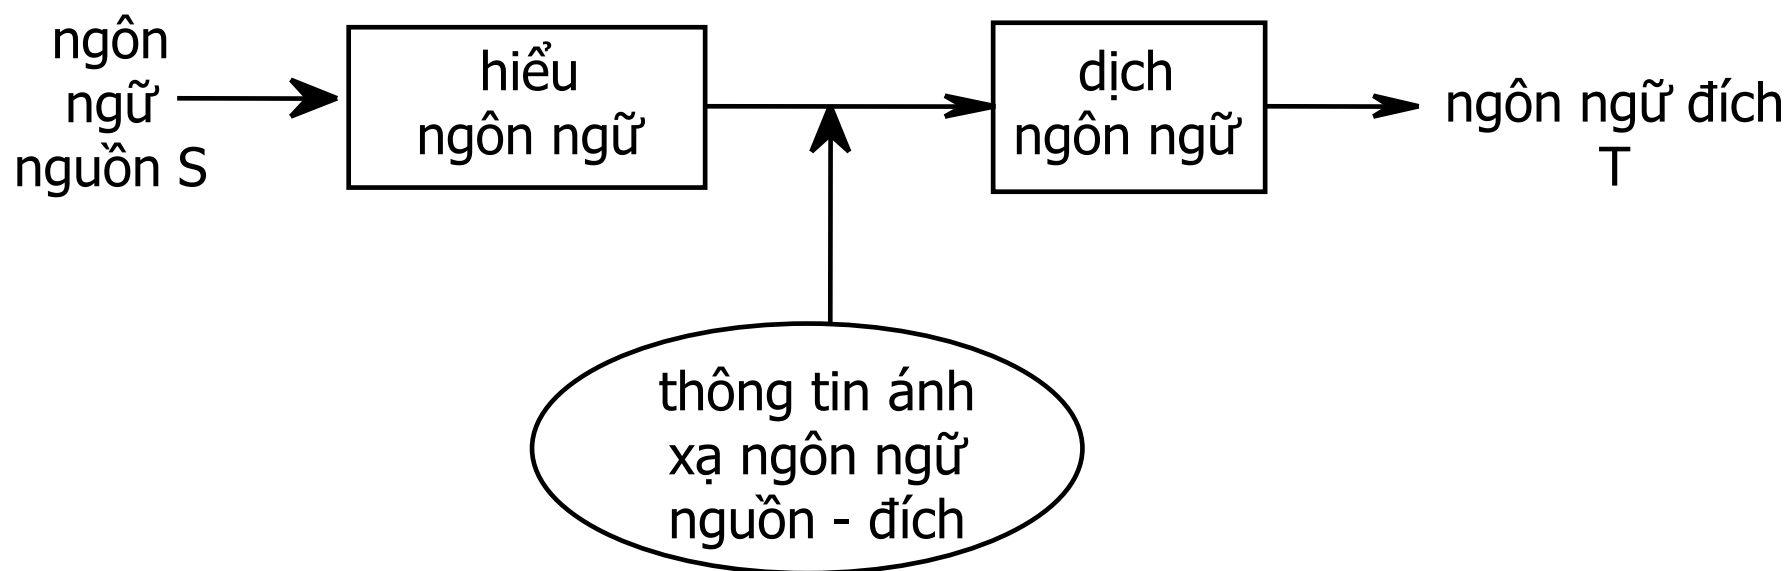 ngôn
ngữ
nguồn S
hiểu
ngôn ngữ
dịch
ngôn ngữ
ngôn ngữ đích
T
thông tin ánh
xạ ngôn ngữ
nguồn - đích